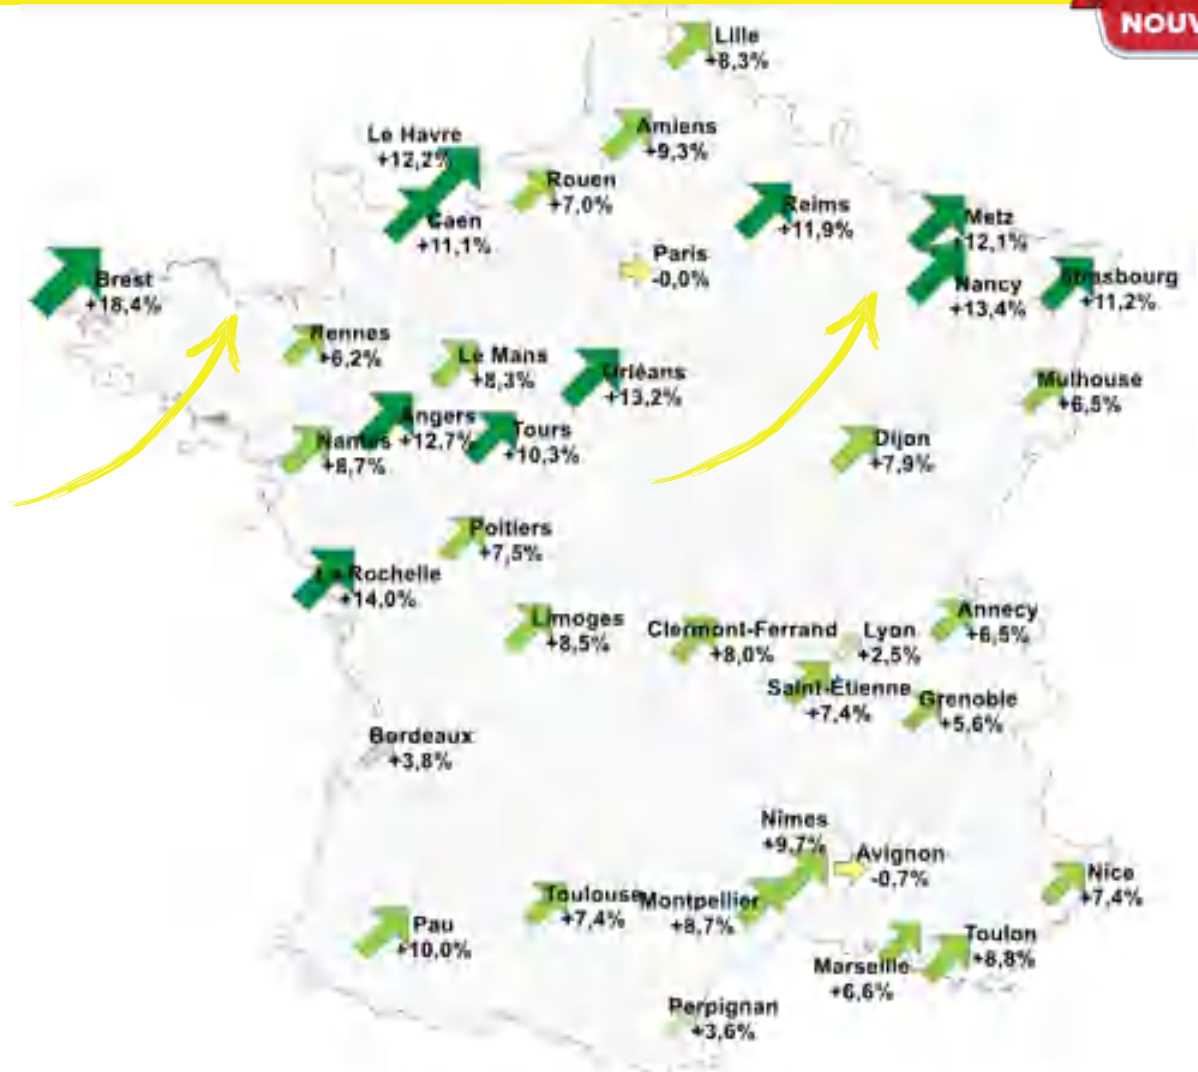 Lille
+8,3%
Amiens
+9,3%
Le Havre
+12,2%
Rouen
+7,0%
Caen
+11,1%
Reims
+11,9%
Metz
+12,1%
Paris
-0,0%
Nancy
+13,4%
Strasbourg
+11,2%
Brest
+18,4%
Rennes
+6,2%
Le Mans
+8,3%
Orléans
+13,2%
Mulhouse
+6,5%
Angers
+12,7%
Tours
+10,3%
Nantes
+8,7%
Dijon
+7,9%
Poitiers
+7,5%
La Rochelle
+14,0%
Limoges
+8,5%
Clermont-Ferrand
+8,0%
Lyon
+2,5%
Annecy
+6,5%
Saint-Étienne
+7,4%
Grenoble
+5,6%
Bordeaux
+3,8%
Nîmes
+9,7%
Avignon
-0,7%
Nice
+7,4%
Toulouse
+7,4%
Montpellier
+8,7%
Pau
+10,0%
Toulon
+8,8%
Marseille
+6,6%
Perpignan
+3,6%